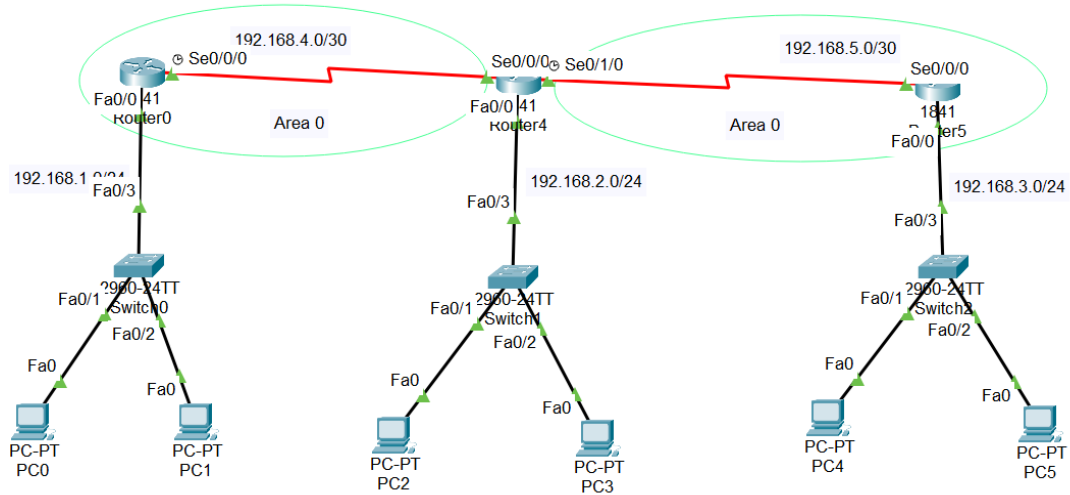 192.168.4.0/30
192.168.5.0/30
Se0/0/0
Se0/0/0
Se0/1/0
Se0/0/0
Fa0/0
41
Router0
Area 0
Fa0/0
41
Router4
Area 0
1841
Fa0/0
192.168.1
Fa0/3
192.168.2.0/24
Fa0/3
192.168.3.0/24
Fa0/3
2960-24TT
Switch0
Fa0/1
Fa0/2
2960-24TT
Switch1
Fa0/1
Fa0/2
2960-24TT
Switch2
Fa0/1
Fa0/2
Fa0
Fa0
Fa0
Fa0
Fa0
Fa0
PC-PT
PC0
PC-PT
PC1
PC-PT
PC2
PC-PT
PC3
PC-PT
PC4
PC-PT
PC5